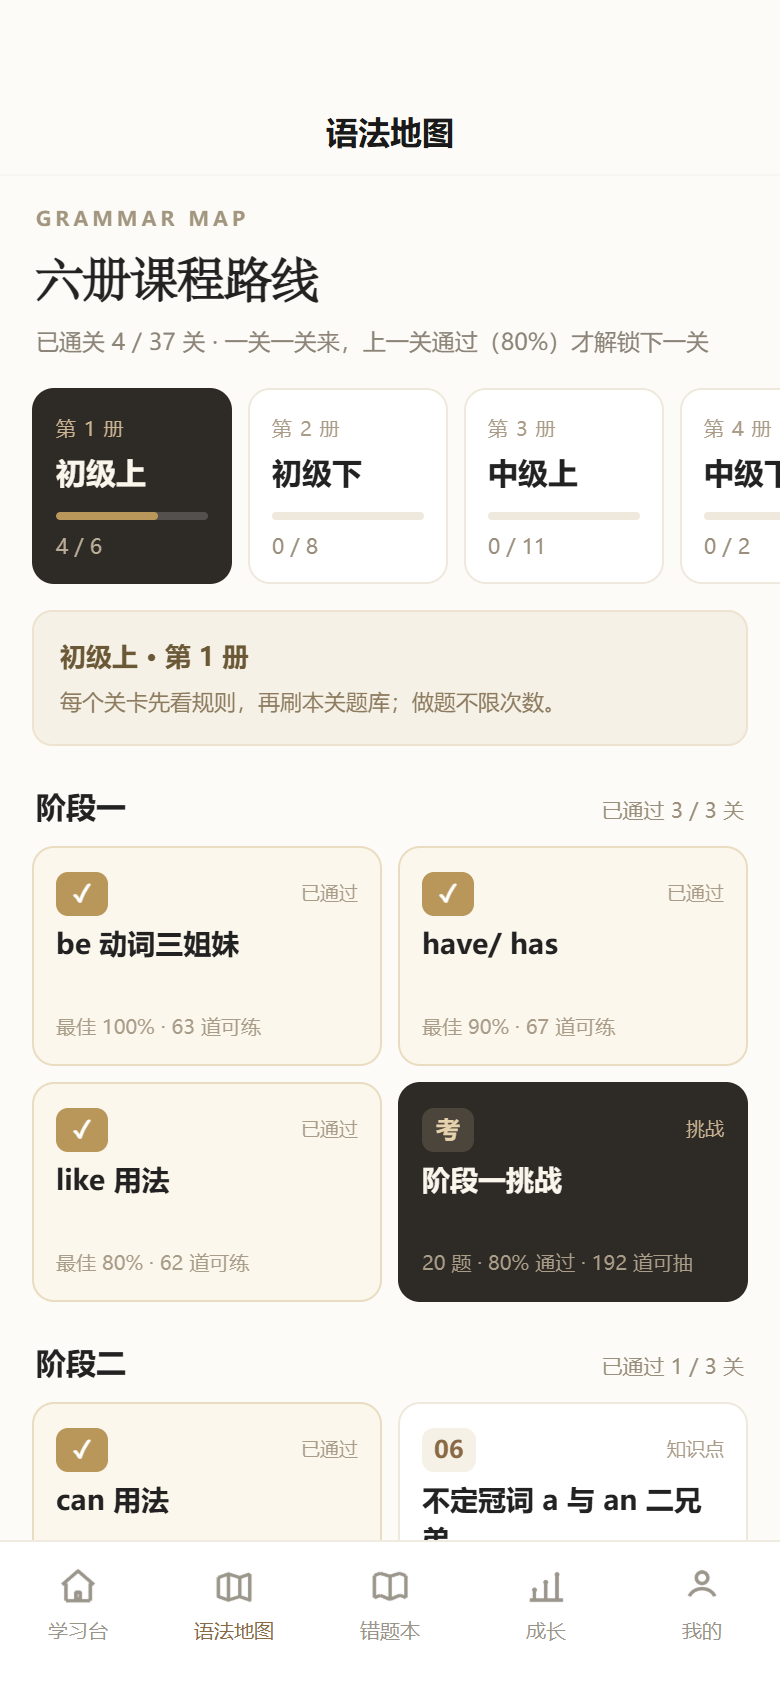 语法地图
GRAMMAR MAP
六册课程路线
已通关 4 / 37 关 · 一关一关来，上一关通过（80%）才解锁下一关
第 1 册
初级上
4 / 6
第 2 册
初级下
0 / 8
第 3 册
中级上
0 / 11
第 4 册
中级下
0 / 2
初级上 • 第 1 册
每个关卡先看规则，再刷本关题库；做题不限次数。
阶段一
已通过 3 / 3 关
✓
已通过
be 动词三姐妹
最佳 100% · 63 道可练
✓
已通过
have/ has
最佳 90% · 67 道可练
✓
已通过
like 用法
最佳 80% · 62 道可练
考
挑战
阶段一挑战
20 题 · 80% 通过 · 192 道可抽
阶段二
已通过 1 / 3 关
✓
已通过
can 用法
06
知识点
不定冠词 a 与 an 二兄
弟
学习台
语法地图
错题本
成长
我的